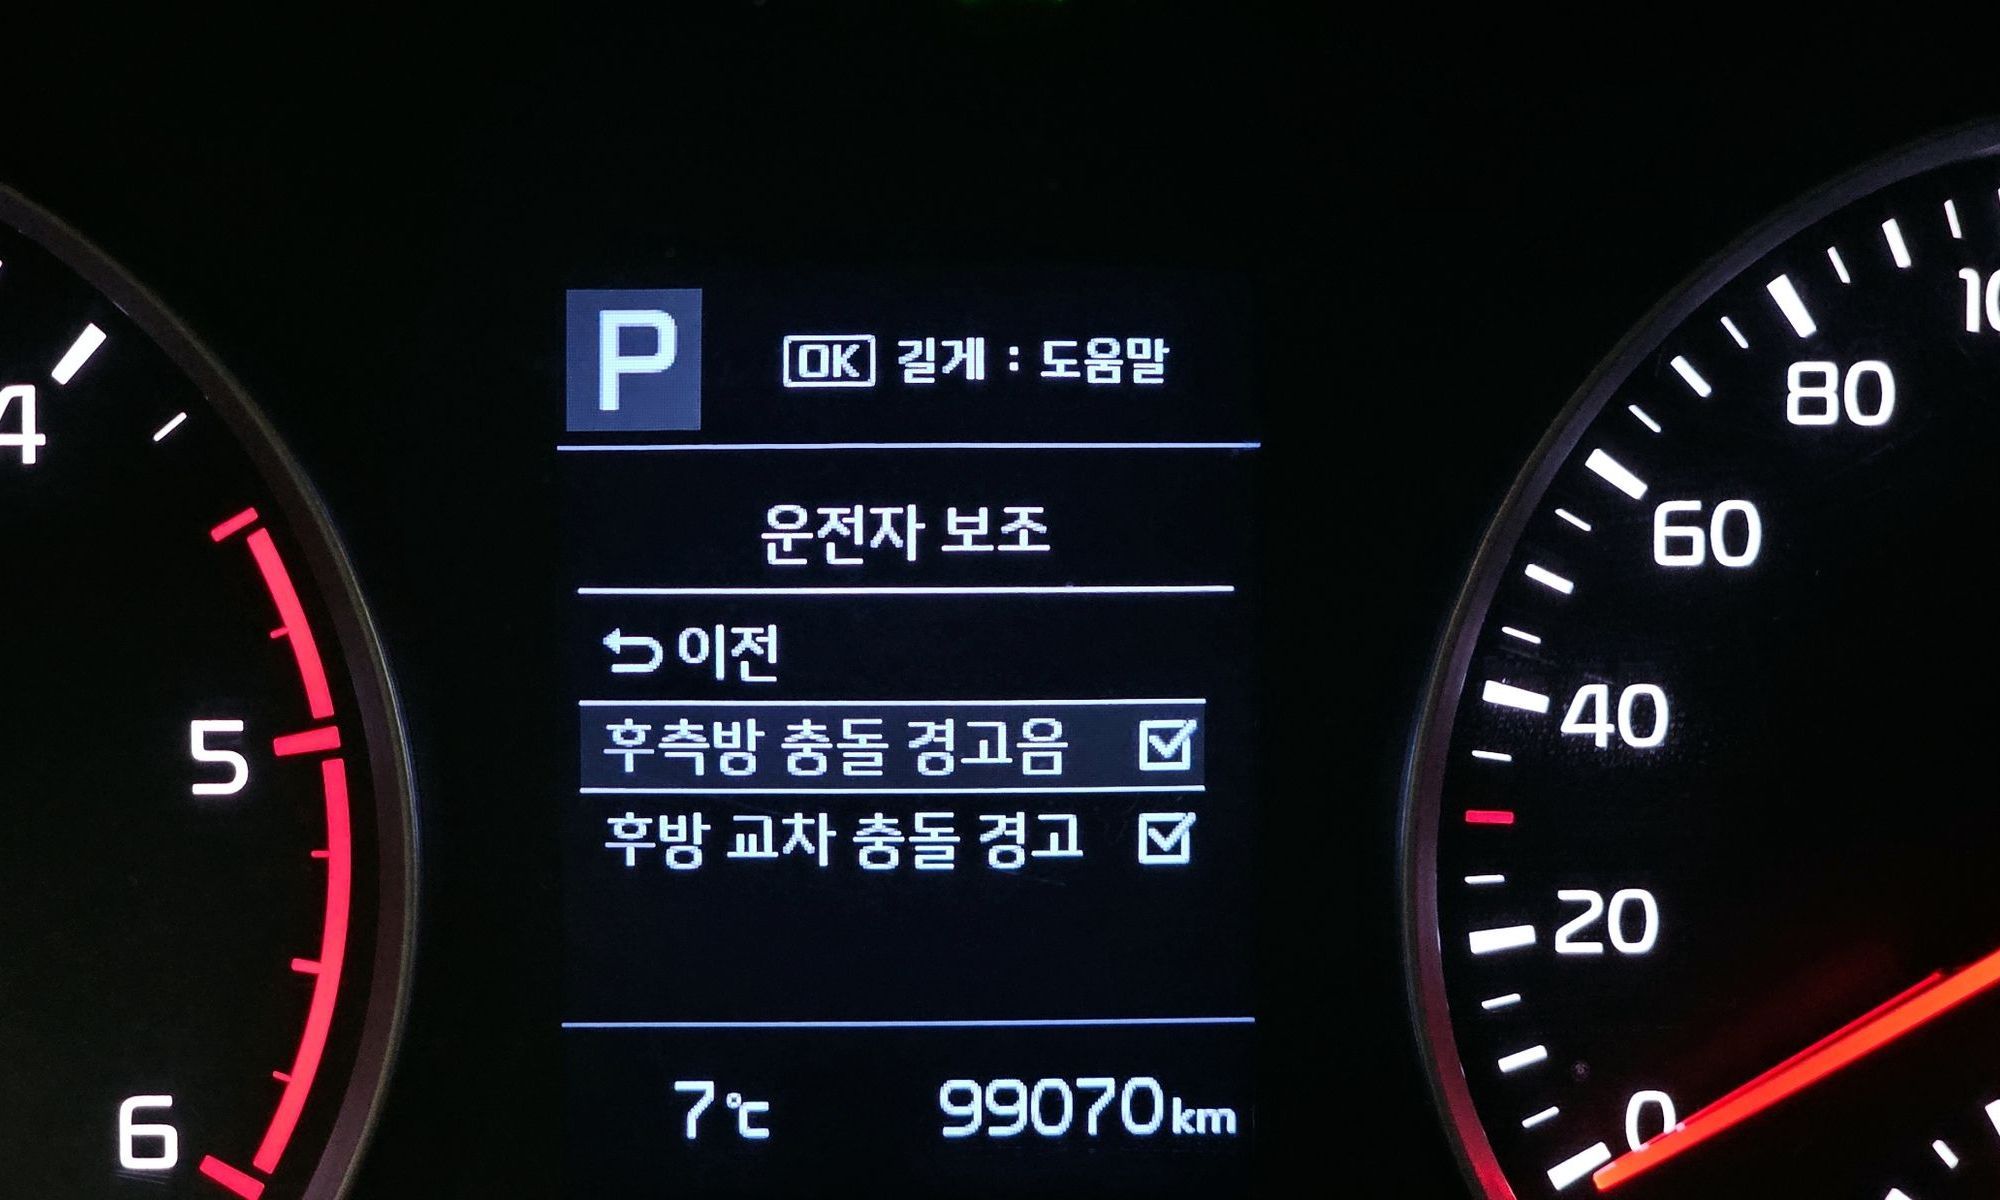 P
OK 길게 : 도움말
운전자 보조
이전
후측방 충돌 경고음
후방 교차 충돌 경고
7℃ 99070km
4
5
6
80
60
40
20
0